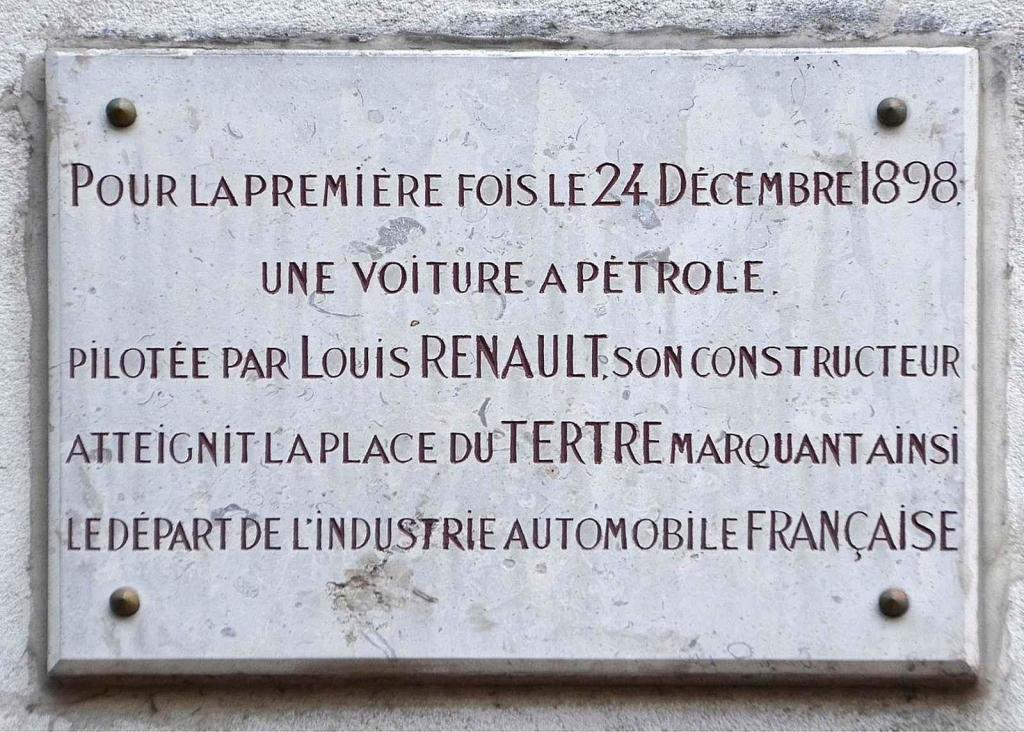 POUR LA PREMIÈRE FOIS LE 24 DÉCEMBRE 1898,
UNE VOITURE A PÉTROLE,
PILOTÉE PAR LOUIS RENAULT, SON CONSTRUCTEUR
ATTEIGNIT LA PLACE DU TERTRE MARQUANT AINSI
LE DÉPART DE L'INDUSTRIE AUTOMOBILE FRANÇAISE